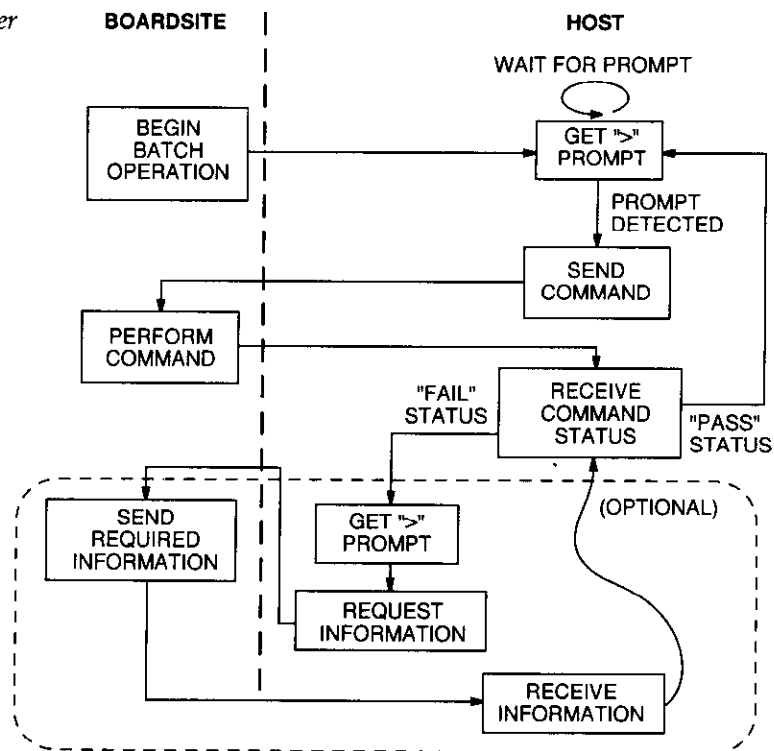 er
BOARDSITE
HOST
WAIT FOR PROMPT
BEGIN
BATCH
OPERATION
GET ">"
PROMPT
PROMPT
DETECTED
SEND
COMMAND
PERFORM
COMMAND
"FAIL"
STATUS
RECEIVE
COMMAND
STATUS
"PASS"
STATUS
(OPTIONAL)
SEND
REQUIRED
INFORMATION
GET ">"
PROMPT
REQUEST
INFORMATION
RECEIVE
INFORMATION